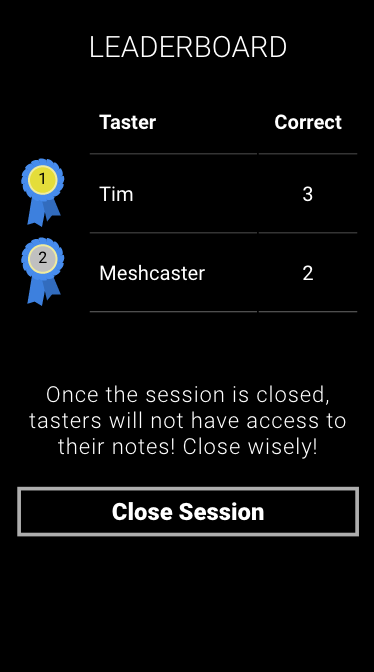 LEADERBOARD
Taster Correct
1 Tim 3
2 Meshcaster 2
Once the session is closed,
tasters will not have access to
their notes! Close wisely!
Close Session